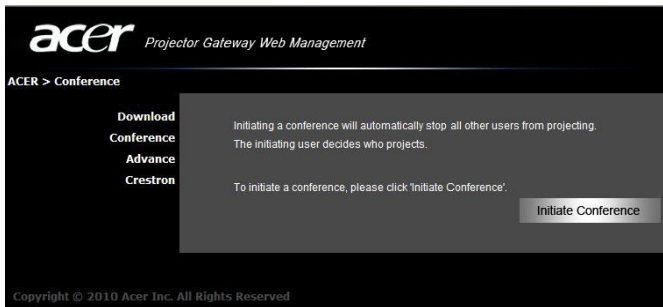 acer Projector Gateway Web Management
ACER > Conference
Download
Conference
Advance
Crestron
Initiating a conference will automatically stop all other users from projecting.
The initiating user decides who projects.
To initiate a conference, please click 'Initiate Conference'.
Initiate Conference
Copyright © 2010 Acer Inc. All Rights Reserved